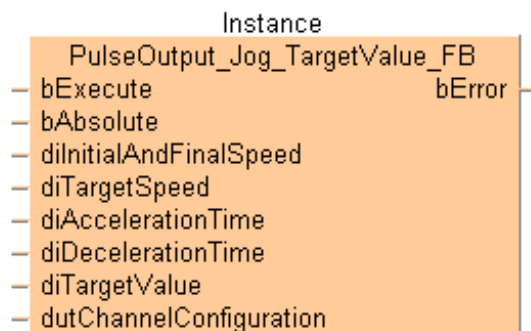 Instance
PulseOutput_Jog_TargetValue_FB
bExecute bError
bAbsolute
diInitialAndFinalSpeed
diTargetSpeed
diAccelerationTime
diDecelerationTime
diTargetValue
dutChannelConfiguration